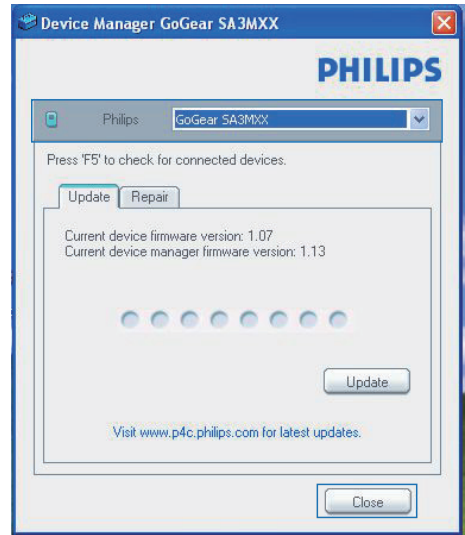 Device Manager GoGear SA3MXX
PHILIPS
Philips GoGear SA3MXX
Press 'F5' to check for connected devices.
Update Repair
Current device firmware version: 1.07
Current device manager firmware version: 1.13
Update
Visit www.p4c.philips.com for latest updates.
Close